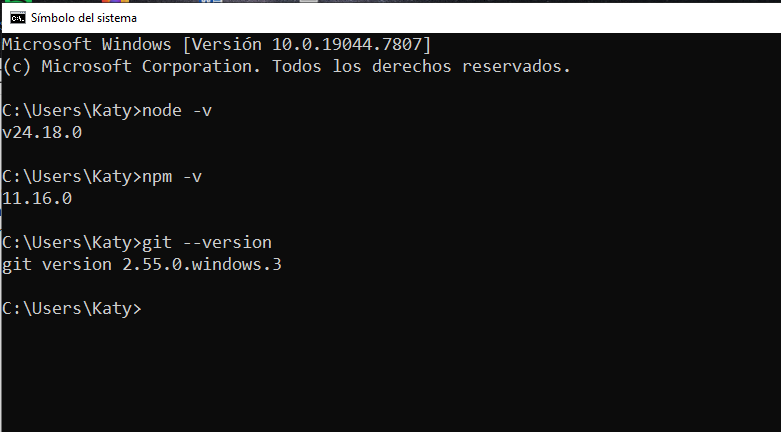 Símbolo del sistema
Microsoft Windows [Versión 10.0.19044.7807]
(c) Microsoft Corporation. Todos los derechos reservados.
C:\Users\Katy>node -v
v24.18.0
C:\Users\Katy>npm -v
11.16.0
C:\Users\Katy>git --version
git version 2.55.0.windows.3
C:\Users\Katy>